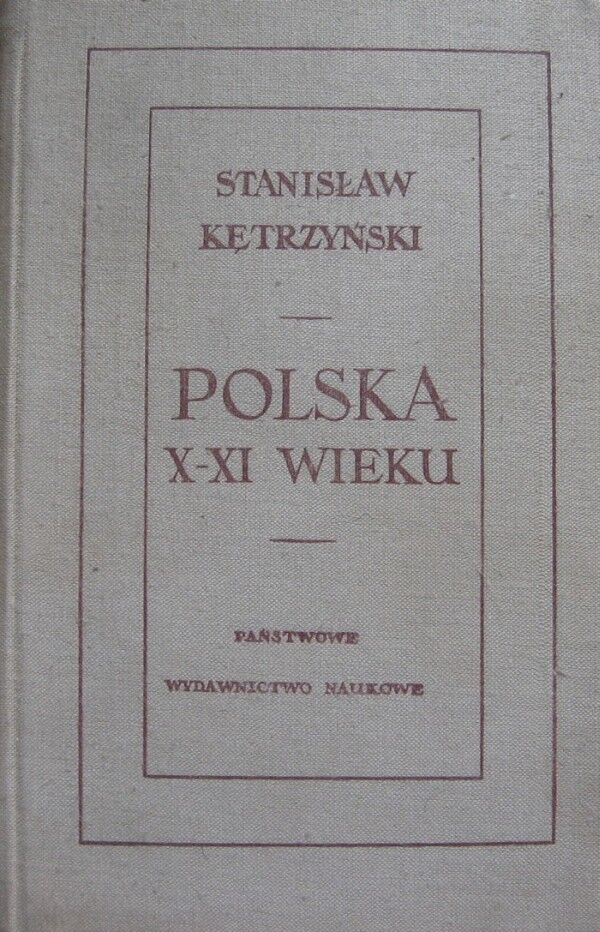 STANISŁAW
KĘTRZYŃSKI
POLSKA
X-XI WIEKU
PAŃSTWOWE
WYDAWNICTWO NAUKOWE